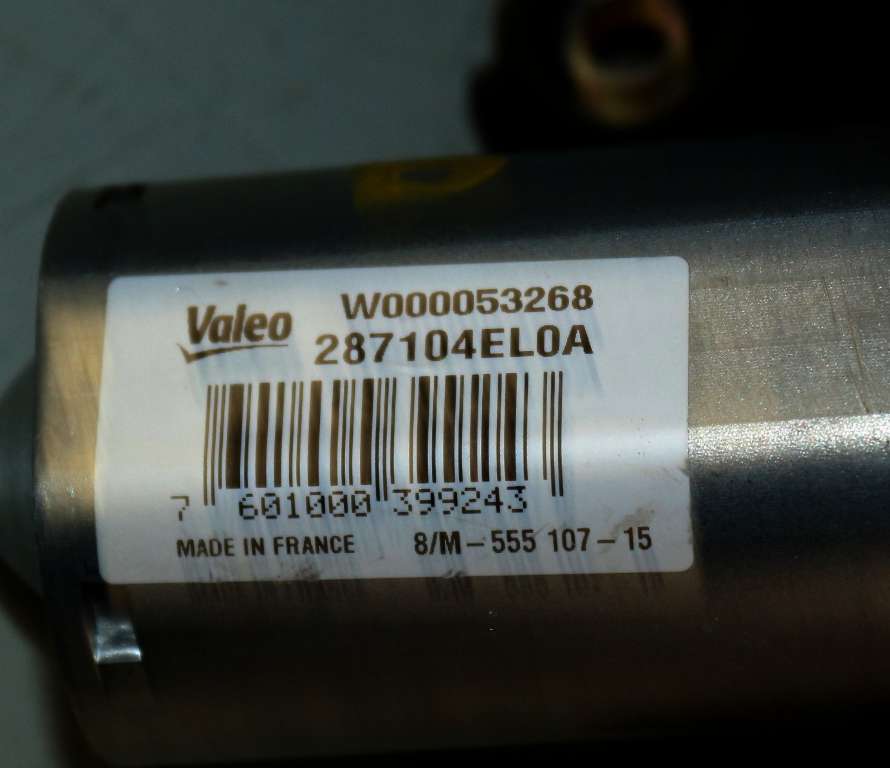 Valeo
W000053268
287104EL0A
7 601000 399243
MADE IN FRANCE 8/M-555 107-15